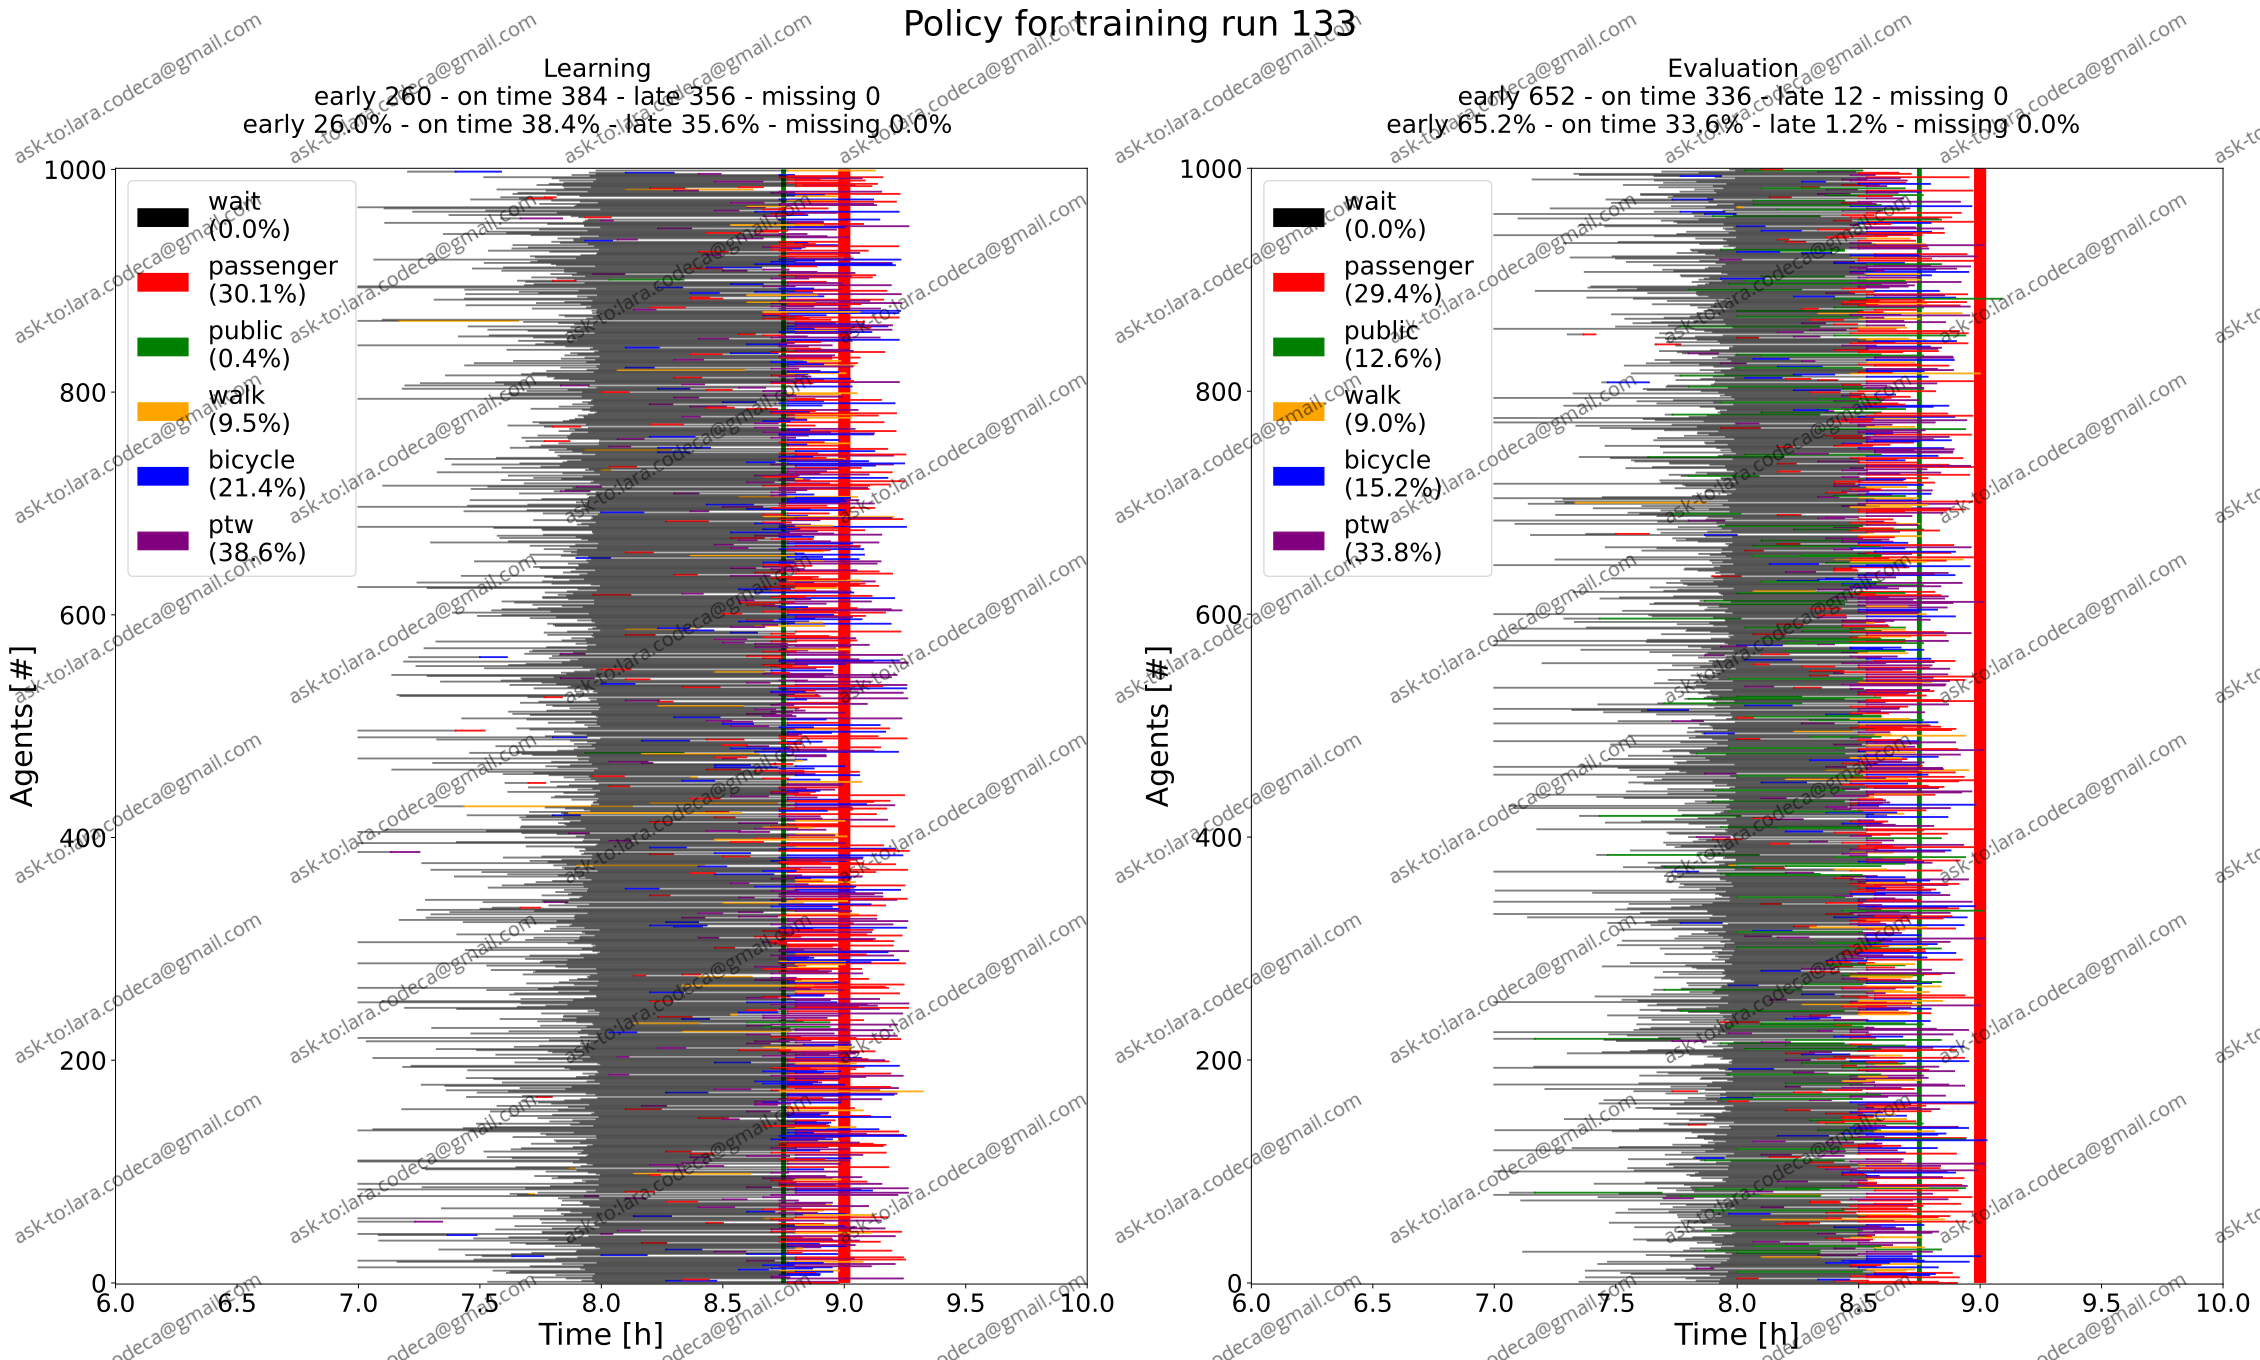 Policy for training run 133
Learning
early 260 - on time 384 - late 356 - missing 0
early 26.0% - on time 38.4% - late 35.6% - missing 0.0%
Agents [#]
1000
800
600
400
200
0
wait
(0.0%)
passenger
(30.1%)
public
(0.4%)
walk
(9.5%)
bicycle
(21.4%)
ptw
(38.6%)
6.0 6.5 7.0 7.5 8.0 8.5 9.0 9.5 10.0
Time [h]
Evaluation
early 652 - on time 336 - late 12 - missing 0
early 65.2% - on time 33.6% - late 1.2% - missing 0.0%
Agents [#]
1000
800
600
400
200
0
wait
(0.0%)
passenger
(29.4%)
public
(12.6%)
walk
(9.0%)
bicycle
(15.2%)
ptw
(33.8%)
6.0 6.5 7.0 7.5 8.0 8.5 9.0 9.5 10.0
Time [h]
ask-to:lara.codeca@gmail.com